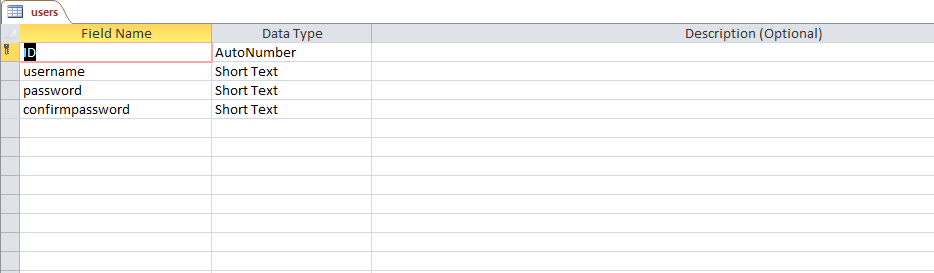 users
Field Name Data Type Description (Optional)
ID AutoNumber
username Short Text
password Short Text
confirmpassword Short Text